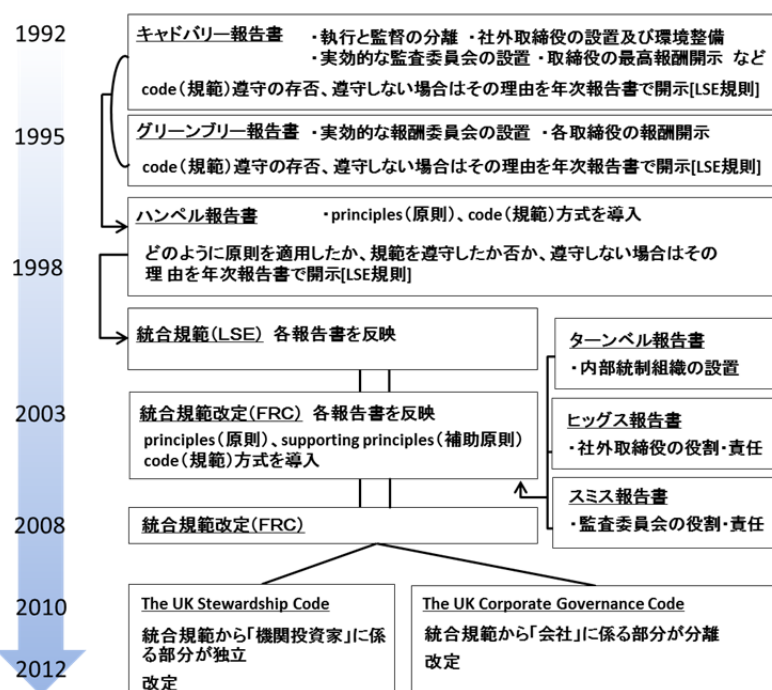 1992
キャドバリー報告書 ・執行と監督の分離 ・社外取締役の設置及び環境整備
・実効的な監査委員会の設置 ・取締役の最高報酬開示 など
code（規範）遵守の存否、遵守しない場合はその理由を年次報告書で開示[LSE規則]
1995
グリーンブリー報告書 ・実効的な報酬委員会の設置 ・各取締役の報酬開示
code（規範）遵守の存否、遵守しない場合はその理由を年次報告書で開示[LSE規則]
ハンペル報告書 ・principles（原則）、code（規範）方式を導入
1998
どのように原則を適用したか、規範を遵守したか否か、遵守しない場合はその
理 由を年次報告書で開示[LSE規則]
統合規範（LSE） 各報告書を反映
ターンベル報告書
・内部統制組織の設置
2003
統合規範改定（FRC） 各報告書を反映
principles（原則）、supporting principles（補助原則）
code（規範）方式を導入
ヒッグス報告書
・社外取締役の役割・責任
スミス報告書
・監査委員会の役割・責任
2008
統合規範改定（FRC）
2010
The UK Stewardship Code
統合規範から「機関投資家」に係
る部分が独立
改定
The UK Corporate Governance Code
統合規範から「会社」に係る部分が分離
改定
2012